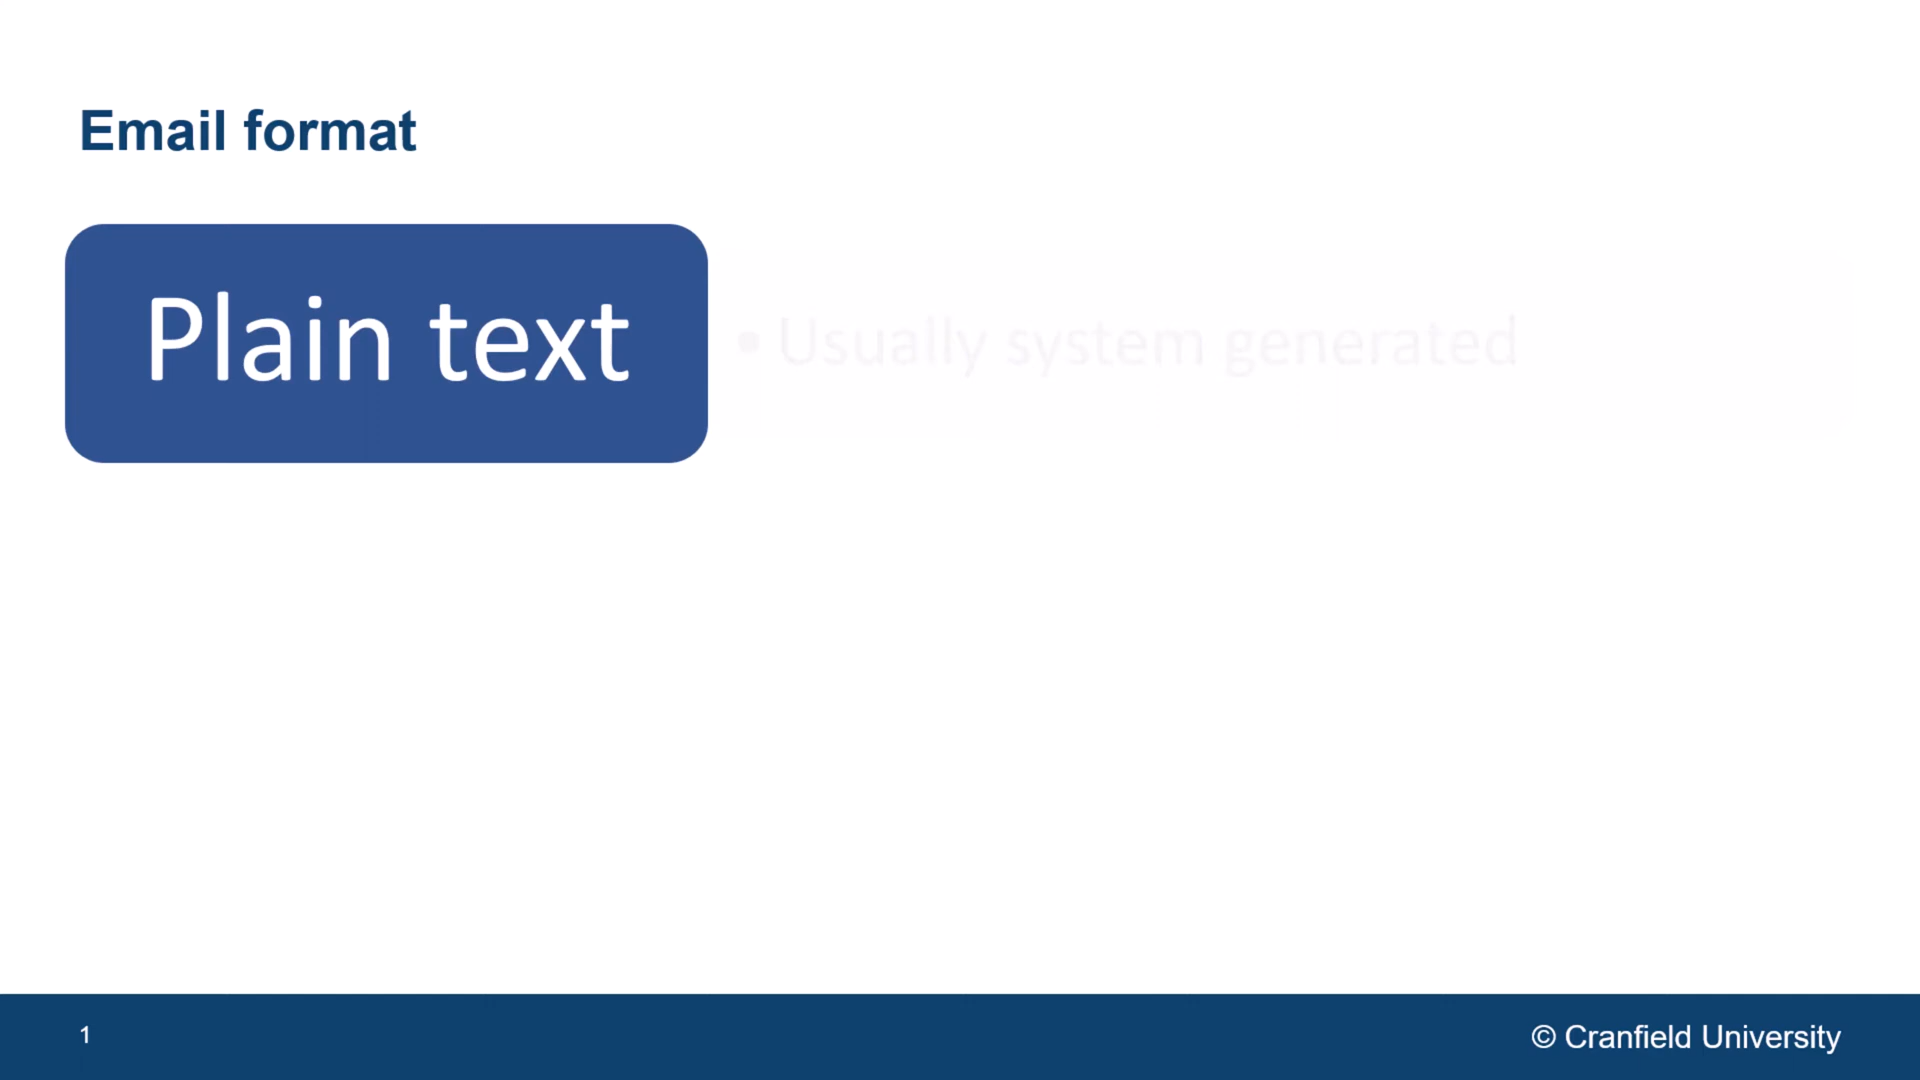 Email format
Plain text
• Usually system generated
1
© Cranfield University